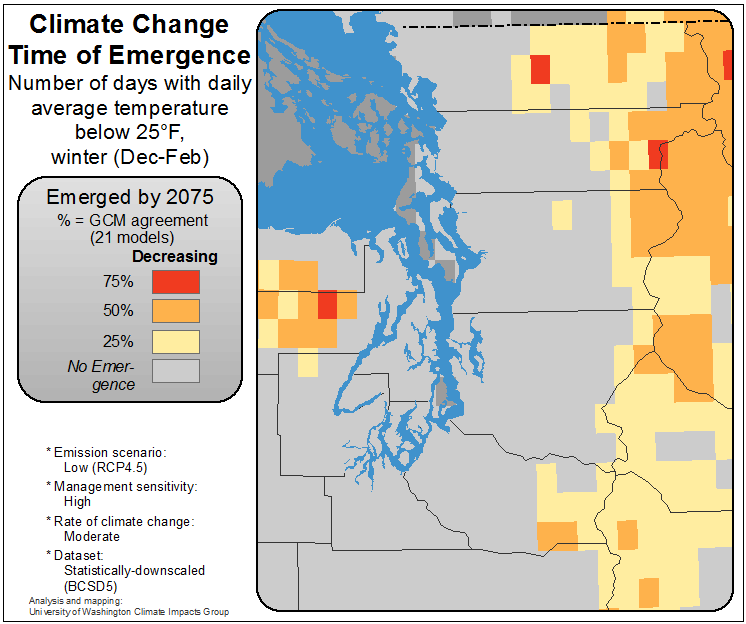 Climate Change
Time of Emergence
Number of days with daily
average temperature
below 25°F,
winter (Dec-Feb)
Emerged by 2075
% = GCM agreement
(21 models)
Decreasing
75%
50%
25%
No Emer-
gence
* Emission scenario:
Low (RCP4.5)
* Management sensitivity:
High
* Rate of climate change:
Moderate
* Dataset:
Statistically-downscaled
(BCSD5)
Analysis and mapping:
University of Washington Climate Impacts Group